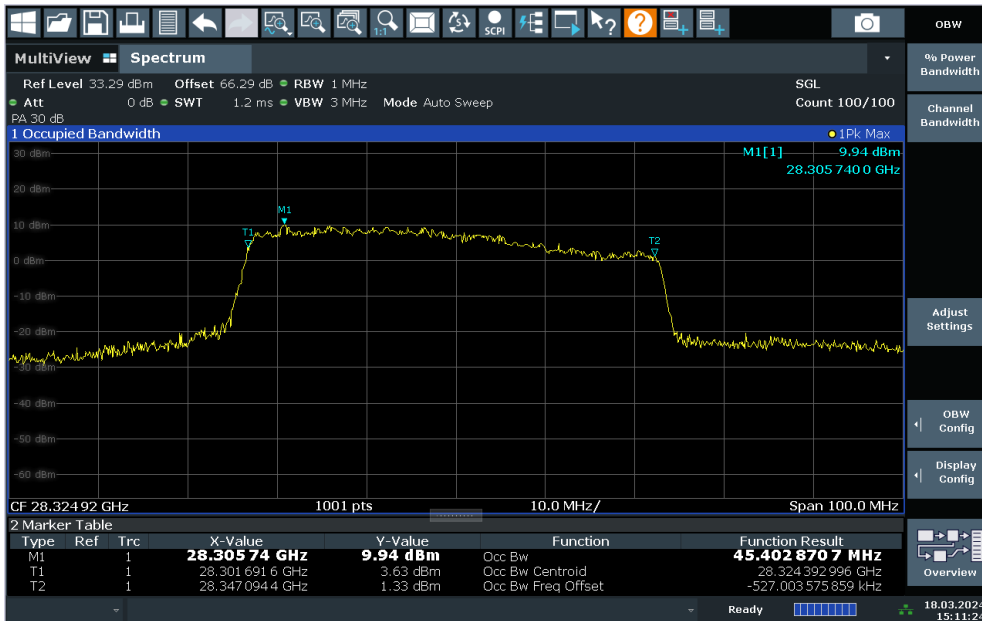 1:1
SCPI
OBW
MultiView
Spectrum
Ref Level 33.29 dBm Offset 66.29 dB RBW 1 MHz SGL
Att 0 dB SWT 1.2 ms VBW 3 MHz Mode Auto Sweep Count 100/100
PA 30 dB
1 Occupied Bandwidth 1Pk Max
M1[1] 9.94 dBm
28.305 740 0 GHz
30 dBm
20 dBm
10 dBm
0 dBm
-10 dBm
-20 dBm
-30 dBm
-40 dBm
-50 dBm
-60 dBm
M1
T1
T2
CF 28.324 92 GHz 1001 pts 10.0 MHz/ Span 100.0 MHz
2 Marker Table
Type Ref Trc X-Value Y-Value Function Function Result
M1 1 28.305 74 GHz 9.94 dBm Occ Bw 45.402 870 7 MHz
T1 1 28.301 691 6 GHz 3.63 dBm Occ Bw Centroid 28.324 392 996 GHz
T2 1 28.347 094 4 GHz 1.33 dBm Occ Bw Freq Offset -527.003 575 859 kHz
% Power
Bandwidth
Channel
Bandwidth
Adjust
Settings
OBW
Config
Display
Config
Overview
Ready
18.03.2024
15:11:24